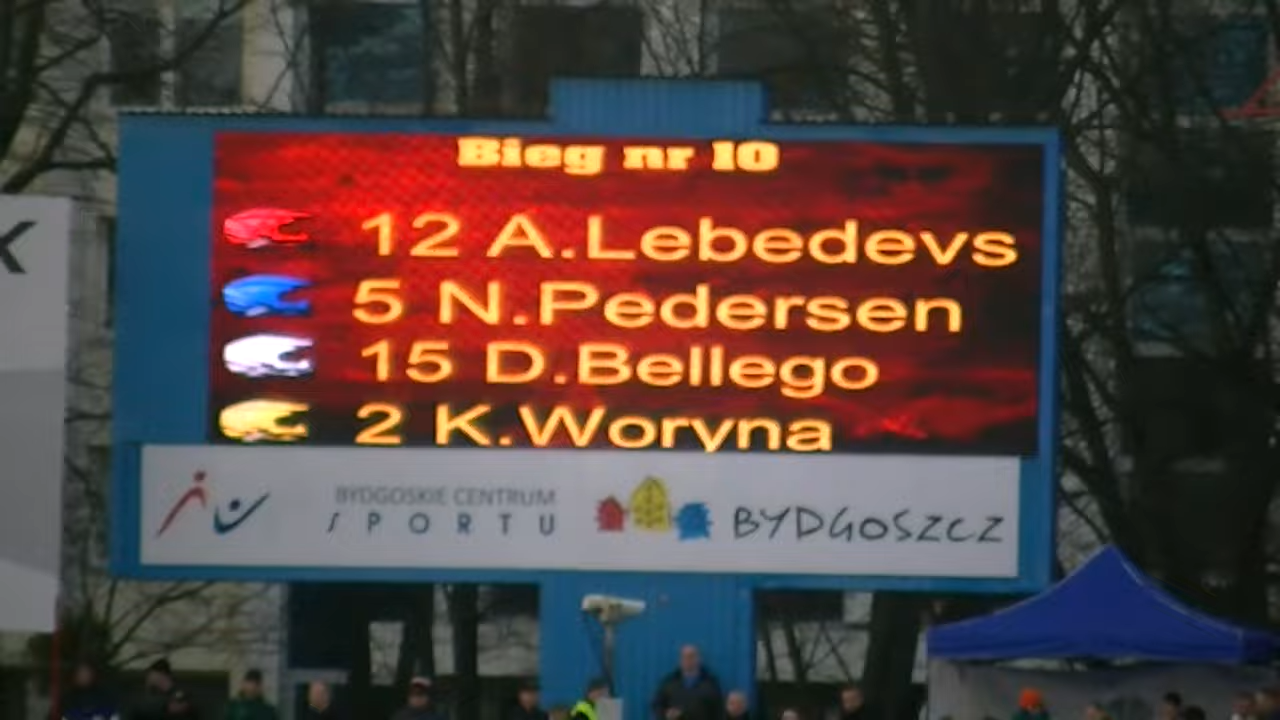 Bieg nr 10
12 A.Lebedevs
5 N.Pedersen
15 D.Bellego
2 K.Woryna
BYDGOSKIE CENTRUM
SPORTU
BYDGOSZCZ
K